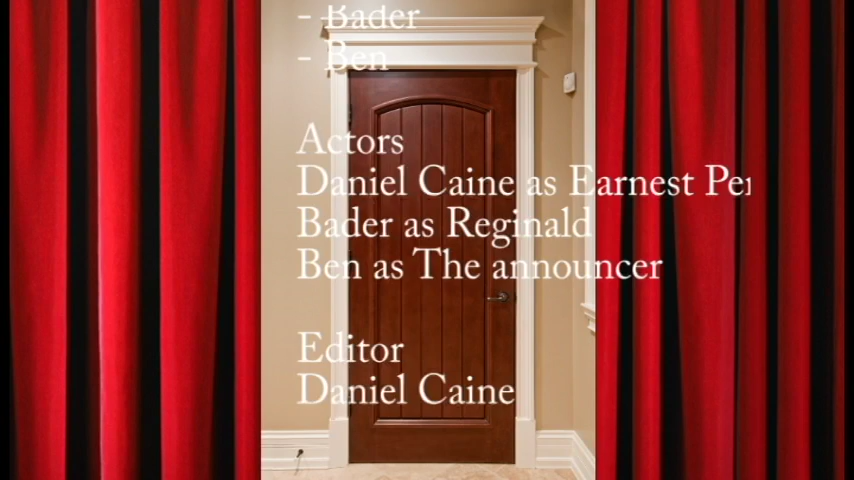 - Bader
- Ben
Actors
Daniel Caine as Earnest
Bader as Reginald
Ben as The announcer
Editor
Daniel Caine